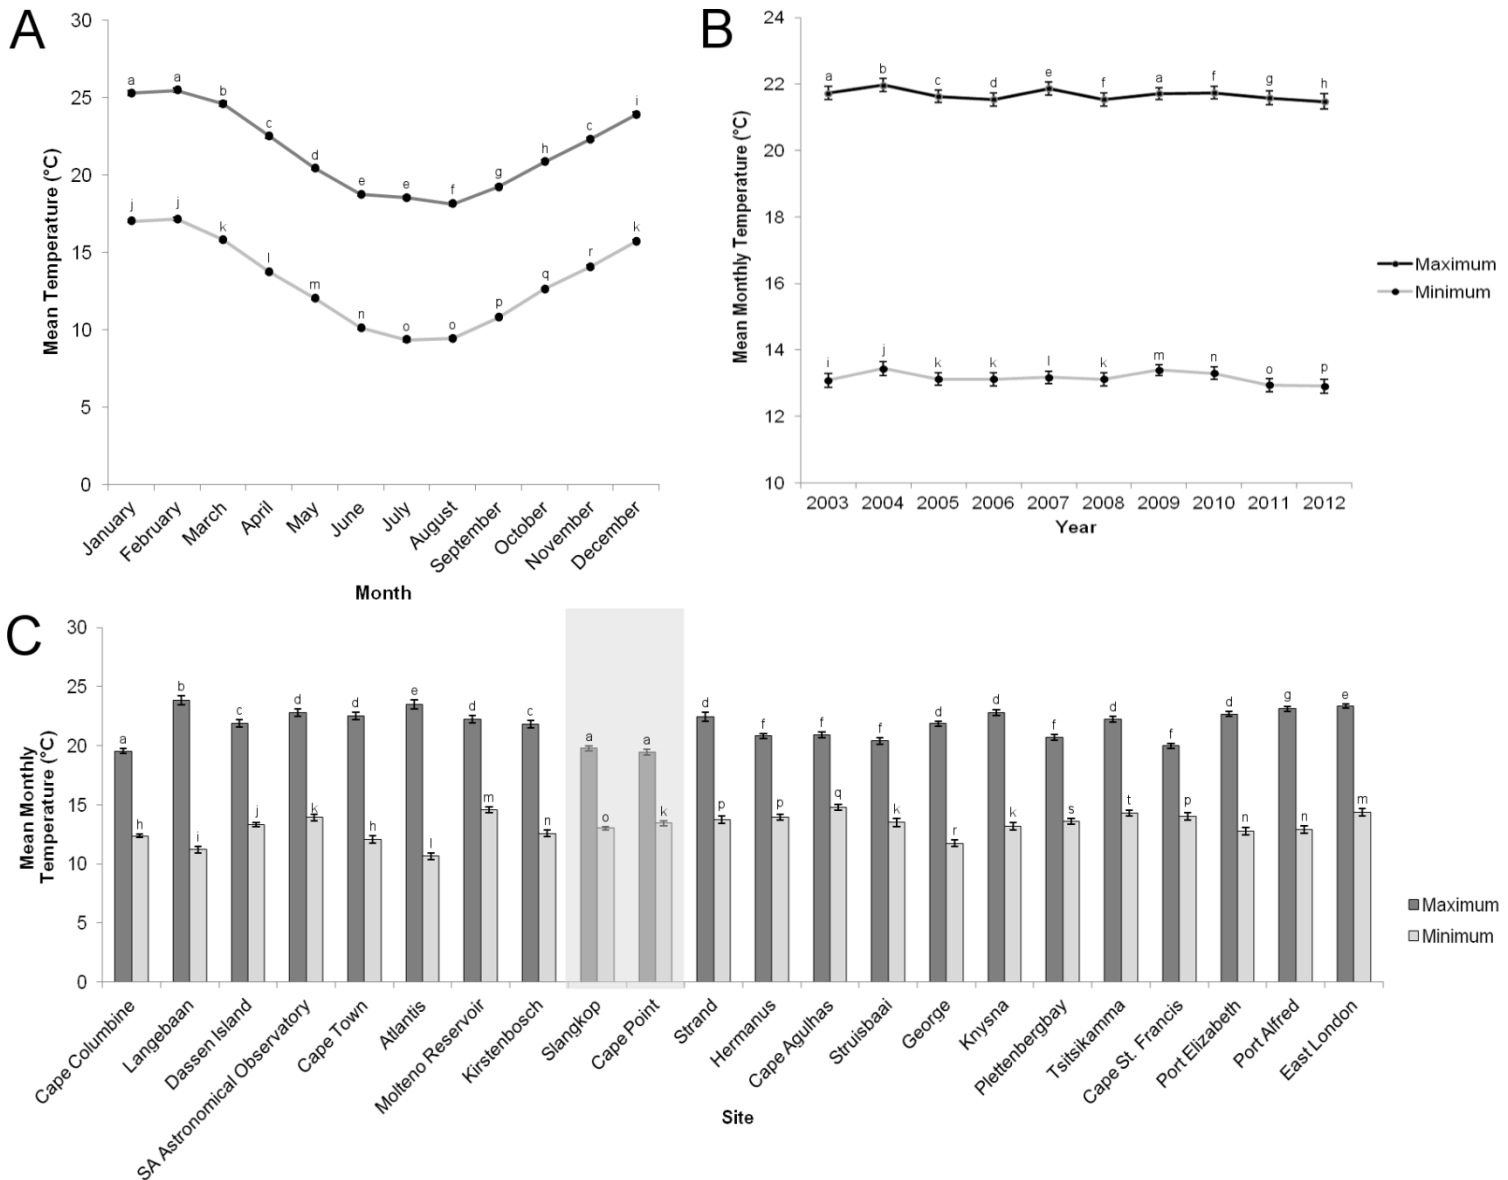 A
30
25
20
15
10
5
0
Mean Temperature (°C)
a a b c d e e f g h c i
j j k l m n o o p q r k
January February March April May June July August September October November December
Month
B
24
22
20
18
16
14
12
10
Mean Monthly Temperature (°C)
a b c d e f a f g h
i j k k l k m n o p
2003 2004 2005 2006 2007 2008 2009 2010 2011 2012
Year
Maximum
Minimum
C
30
25
20
15
10
5
0
Mean Monthly
Temperature (°C)
a b c d d e d c a a d f f f d d f d f d g e
h i j k h l m n o k p p q k r k s t p n n m
Cape Columbine
Langebaan
Dassen Island
SA Astronomical Observatory
Cape Town
Atlantis
Molteno Reservoir
Kirstenbosch
Slangkop
Cape Point
Strand
Hermanus
Cape Agulhas
Struisbaai
George
Knysna
Plettenbergbay
Tsitsikamma
Cape St. Francis
Port Elizabeth
Port Alfred
East London
Site
Maximum
Minimum